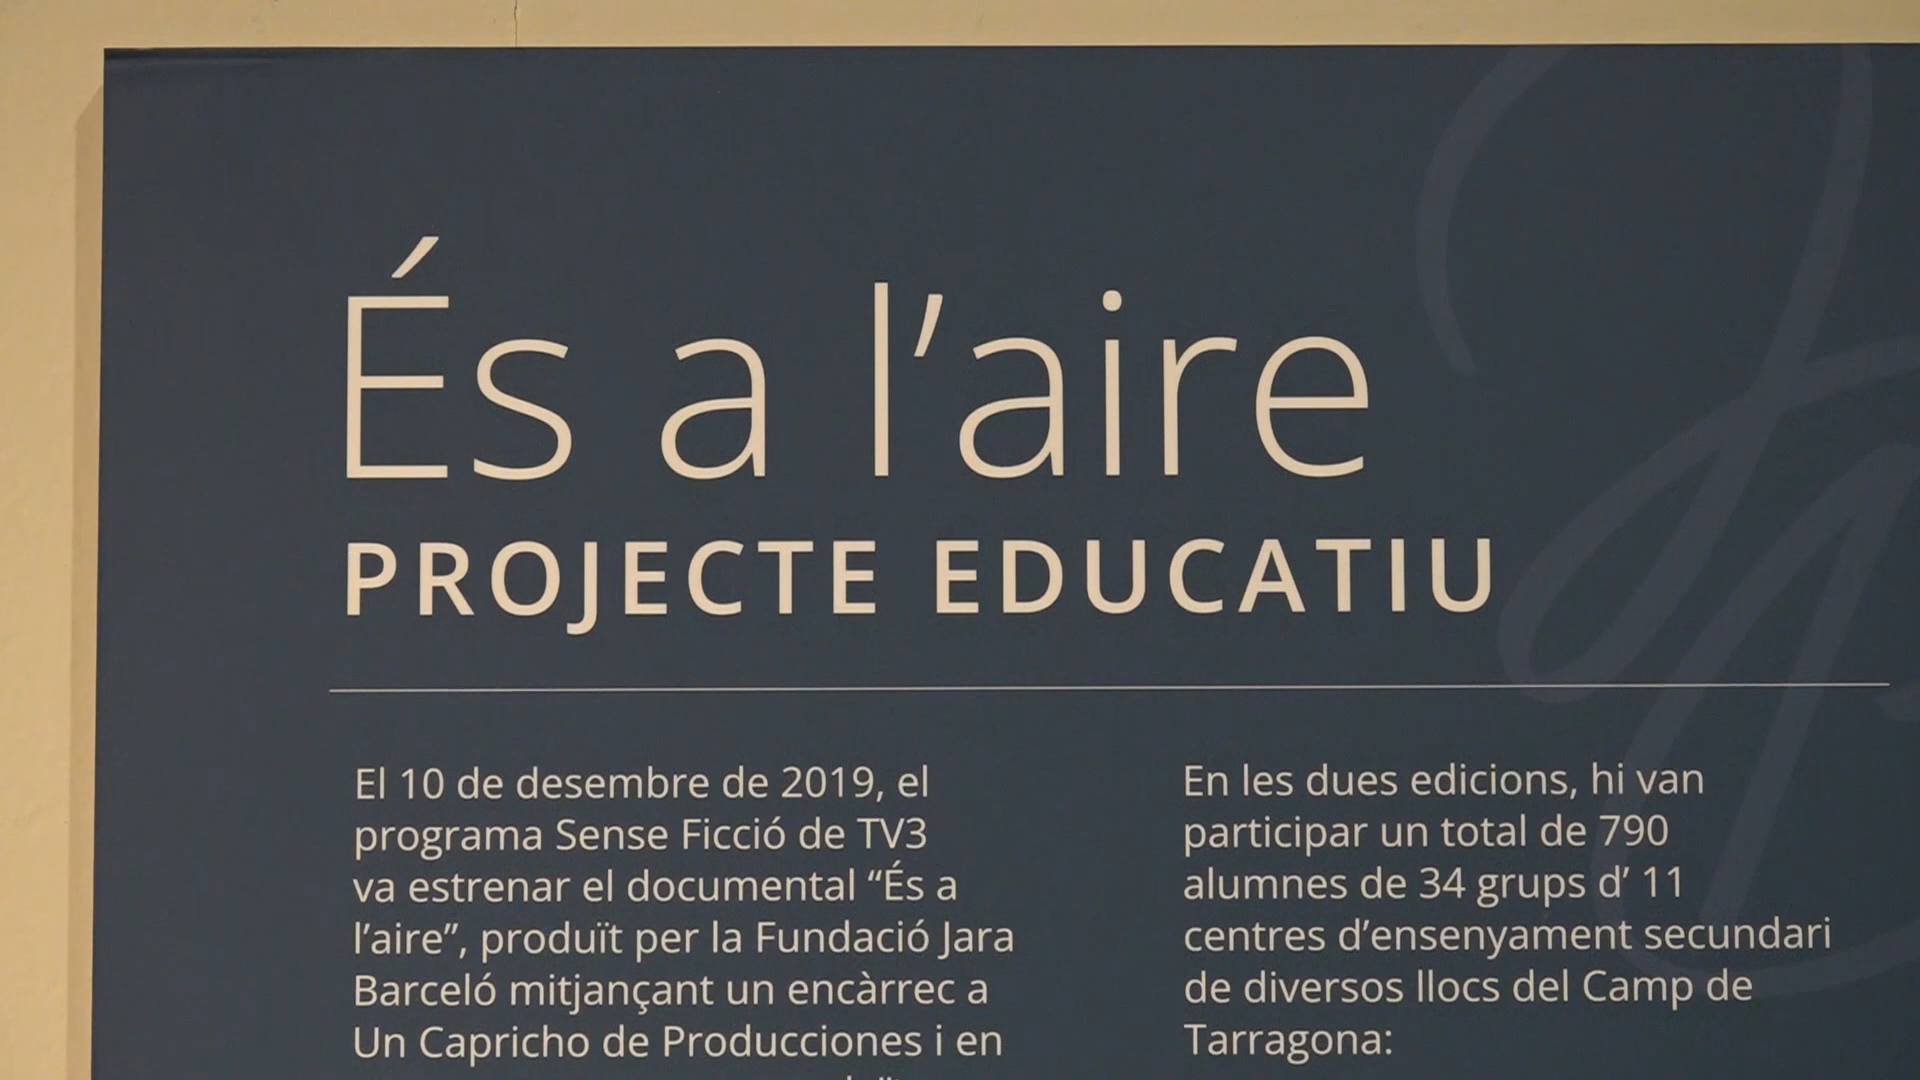 És a l’aire
PROJECTE EDUCATIU
El 10 de desembre de 2019, el
programa Sense Ficció de TV3
va estrenar el documental “És a
l’aire”, produït per la Fundació Jara
Barceló mitjançant un encàrrec a
Un Capricho de Producciones i en
En les dues edicions, hi van
participar un total de 790
alumnes de 34 grups d’ 11
centres d’ensenyament secundari
de diversos llocs del Camp de
Tarragona: